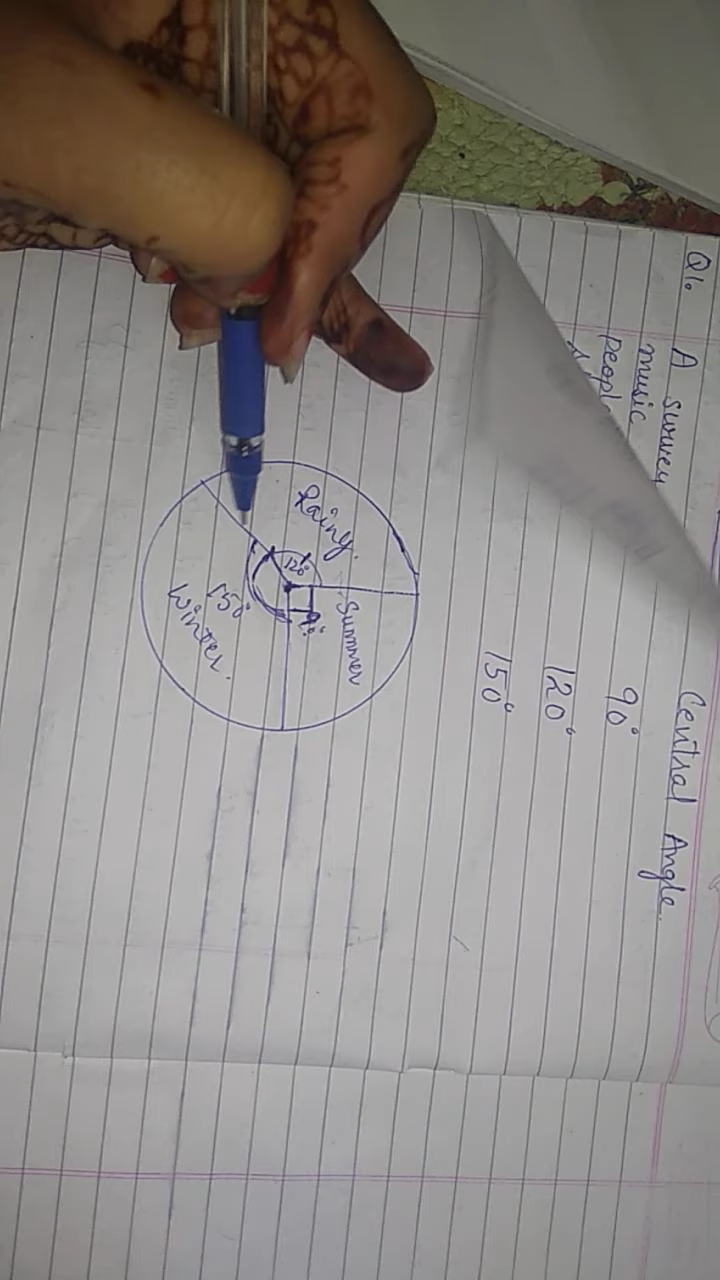 Central Angle.
90°
120°
150°
Q1. A survey
music
peopl
Rainy.
120°
Summer
90°
150°
Winter.